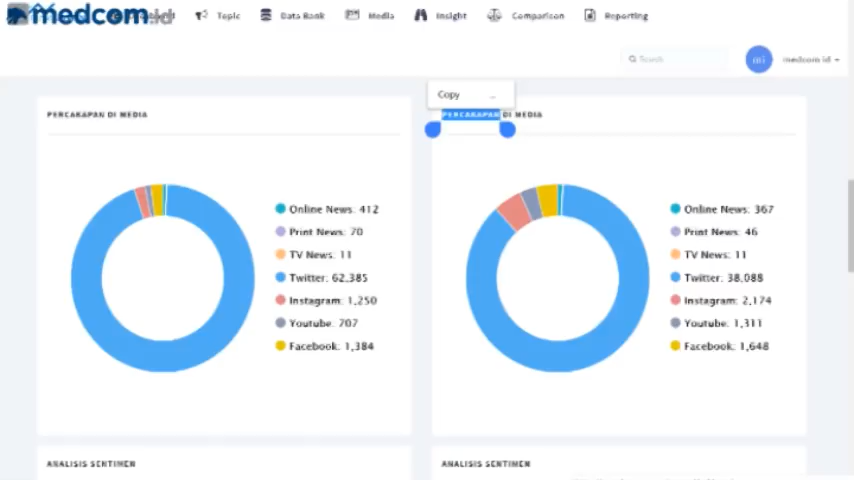 medcom.id
Topic
Data Bank
Media
Insight
Comparison
Reporting
Search
medcom id
Copy
PERCAKAPAN DI MEDIA
Online News: 412
Print News: 70
TV News: 11
Twitter: 62,385
Instagram: 1,250
Youtube: 707
Facebook: 1,384
PERCAKAPAN DI MEDIA
Online News: 367
Print News: 46
TV News: 11
Twitter: 38,088
Instagram: 2,174
Youtube: 1,311
Facebook: 1,648
ANALISIS SENTIMEN
ANALISIS SENTIMEN